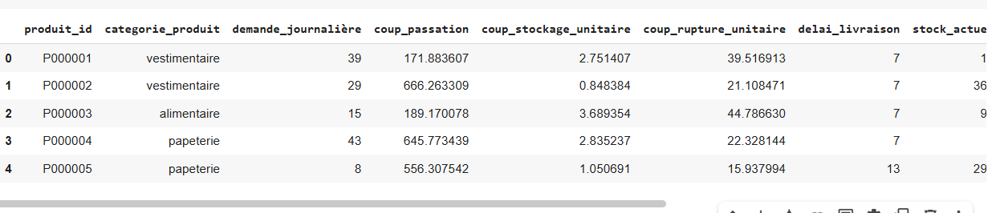 produit_id categorie_produit demande_journalière coup_passation coup_stockage_unitaire coup_rupture_unitaire delai_livraison stock_actue
0 P000001 vestimentaire 39 171.883607 2.751407 39.516913 7 1
1 P000002 vestimentaire 29 666.263309 0.848384 21.108471 7 36
2 P000003 alimentaire 15 189.170078 3.689354 44.786630 7 9
3 P000004 papeterie 43 645.773439 2.835237 22.328144 7
4 P000005 papeterie 8 556.307542 1.050691 15.937994 13 29